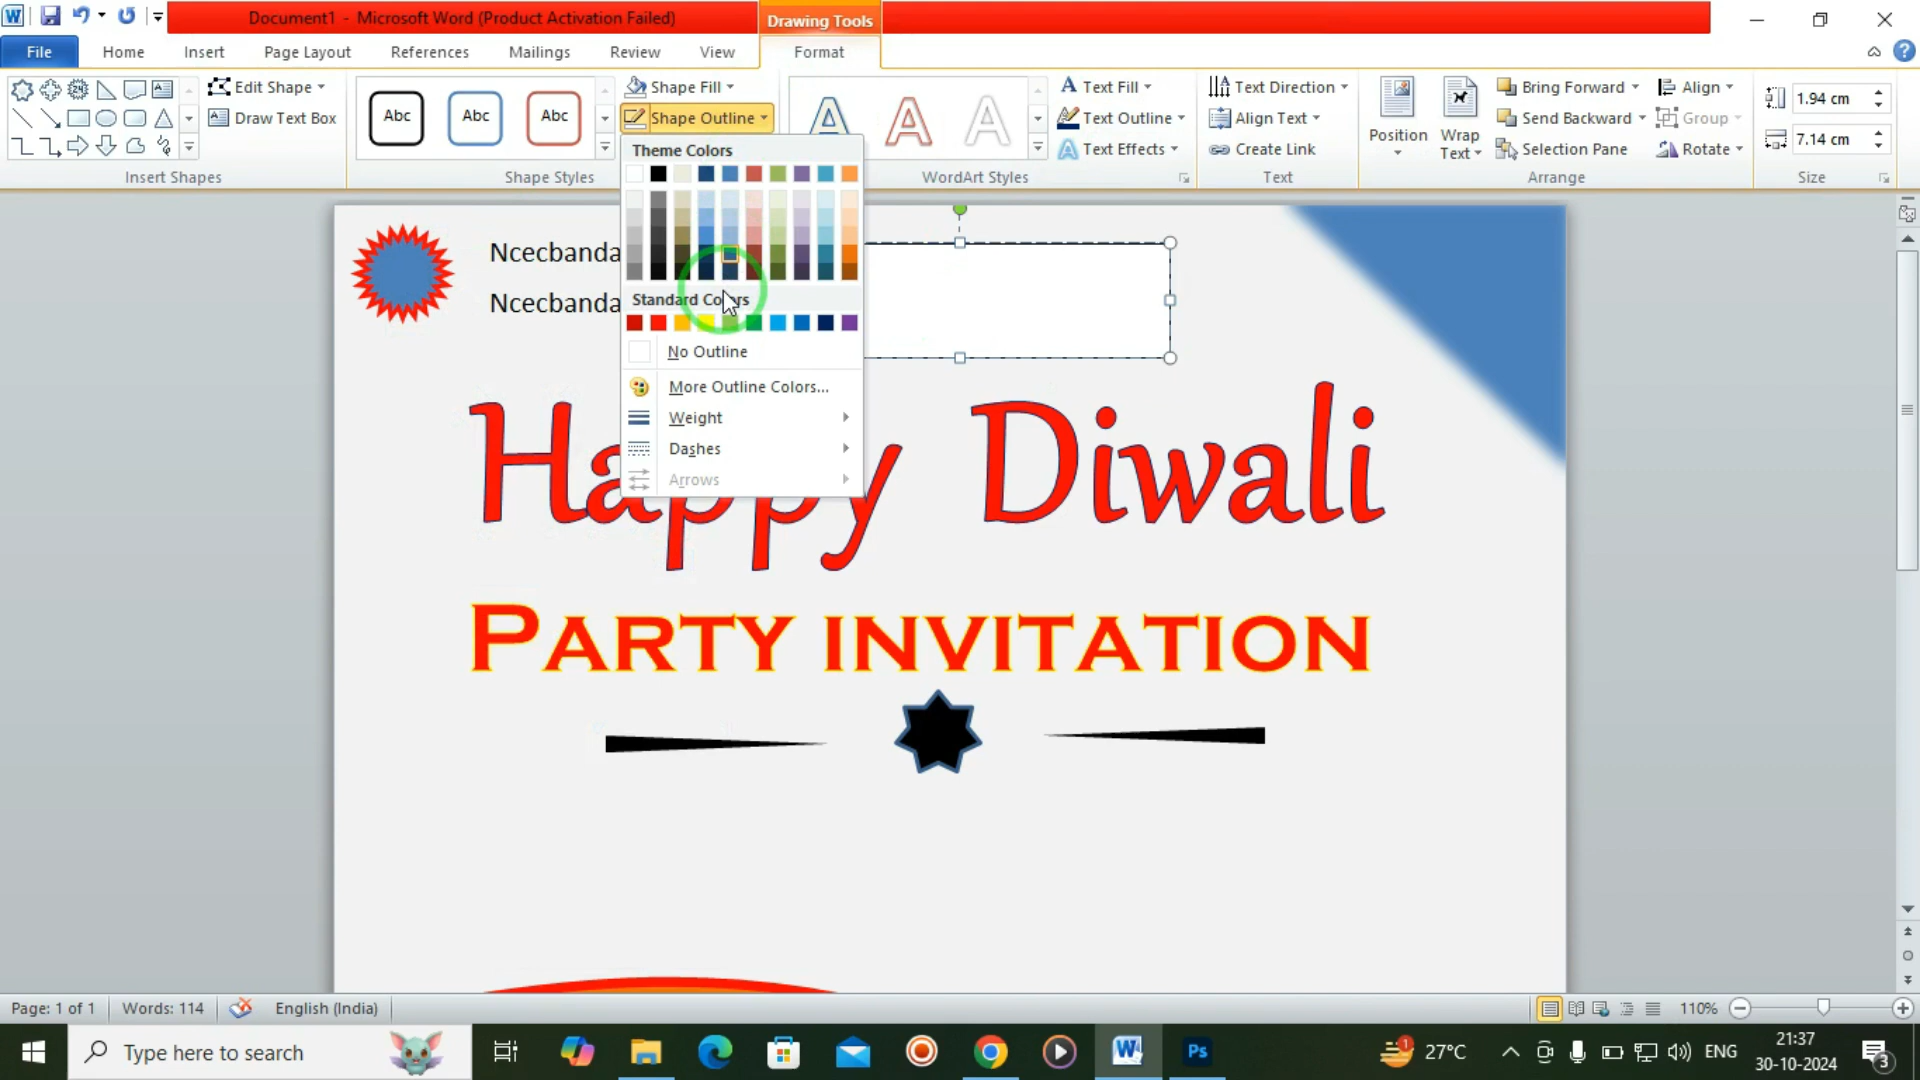 Document1 - Microsoft Word (Product Activation Failed)
Drawing Tools
File
Home
Insert
Page Layout
References
Mailings
Review
View
Format
Edit Shape
Draw Text Box
Insert Shapes
Abc
Abc
Abc
Shape Styles
Shape Fill
Shape Outline
WordArt Styles
Text Fill
Text Outline
Text Effects
Text Direction
Align Text
Create Link
Text
Position
Wrap Text
Bring Forward
Send Backward
Selection Pane
Align
Group
Rotate
Arrange
1.94 cm
7.14 cm
Size
Theme Colors
Standard Colors
No Outline
More Outline Colors...
Weight
Dashes
Arrows
Ncecbanda
Ncecbanda
Happy Diwali
PARTY INVITATION
Page: 1 of 1
Words: 114
English (India)
110%
Type here to search
Ps
27°C
ENG
21:37
30-10-2024
1
3